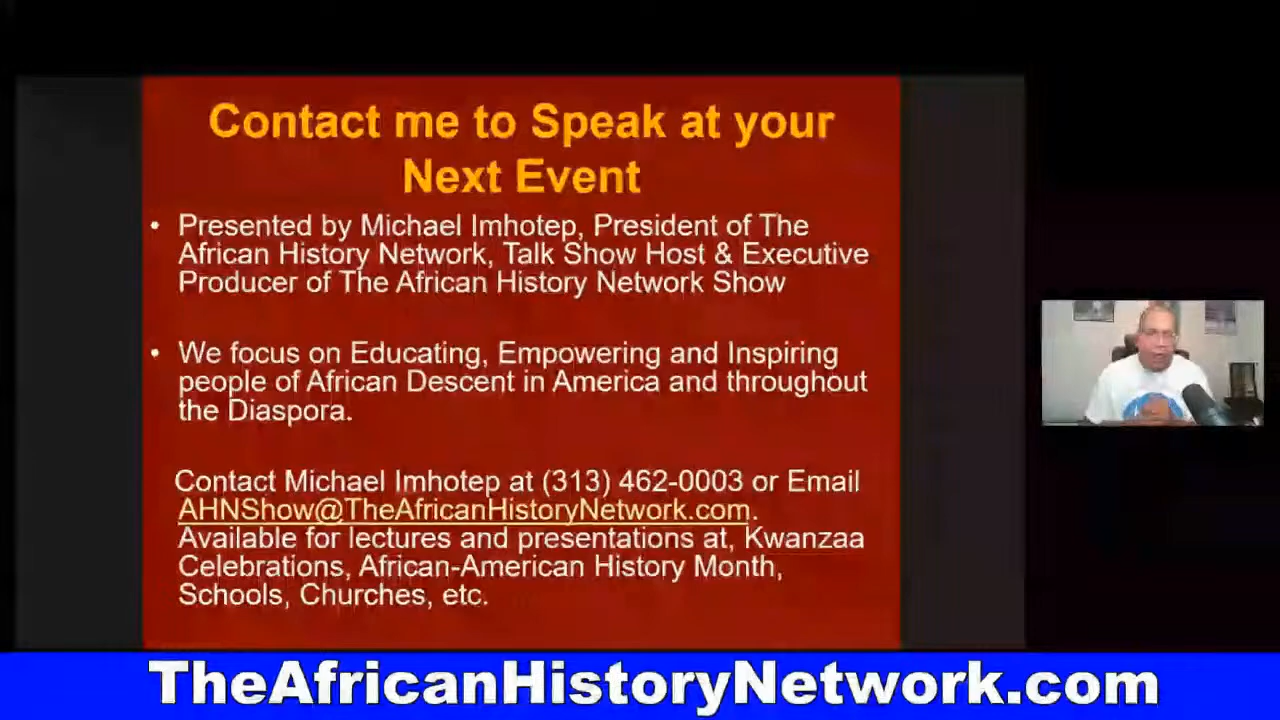 Contact me to Speak at your
Next Event
• Presented by Michael Imhotep, President of The
African History Network, Talk Show Host & Executive
Producer of The African History Network Show
• We focus on Educating, Empowering and Inspiring
people of African Descent in America and throughout
the Diaspora.
Contact Michael Imhotep at (313) 462-0003 or Email
AHNShow@TheAfricanHistoryNetwork.com.
Available for lectures and presentations at, Kwanzaa
Celebrations, African-American History Month,
Schools, Churches, etc.
TheAfricanHistoryNetwork.com